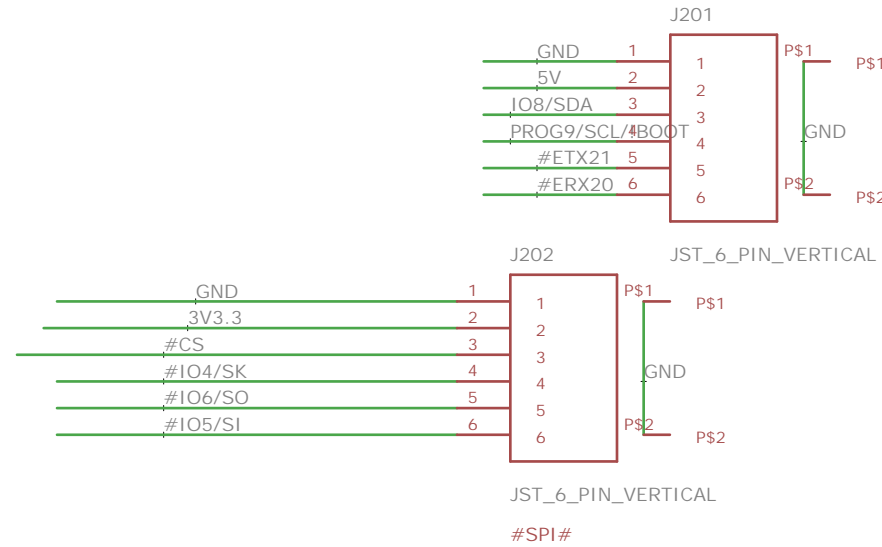 J201
GND 1 1 P$1 P$1
5V 2 2
IO8/SDA 3 3
PROG9/SCL/#BOOT 4 4 GND
#ETX21 5 5
#ERX20 6 6 P$2 P$2
JST_6_PIN_VERTICAL
J202
GND 1 1 P$1 P$1
3V3.3 2 2
#CS 3 3
#IO4/SK 4 4 GND
#IO6/SO 5 5
#IO5/SI 6 6 P$2 P$2
JST_6_PIN_VERTICAL
#SPI#